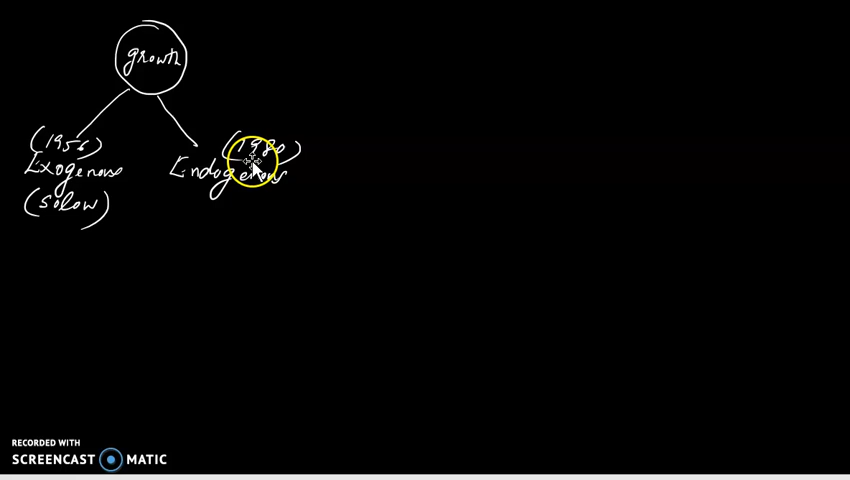 growth
(1956)
Exogenous
(Solow)
(1980)
Endogenous
RECORDED WITH
SCREENCAST MATIC